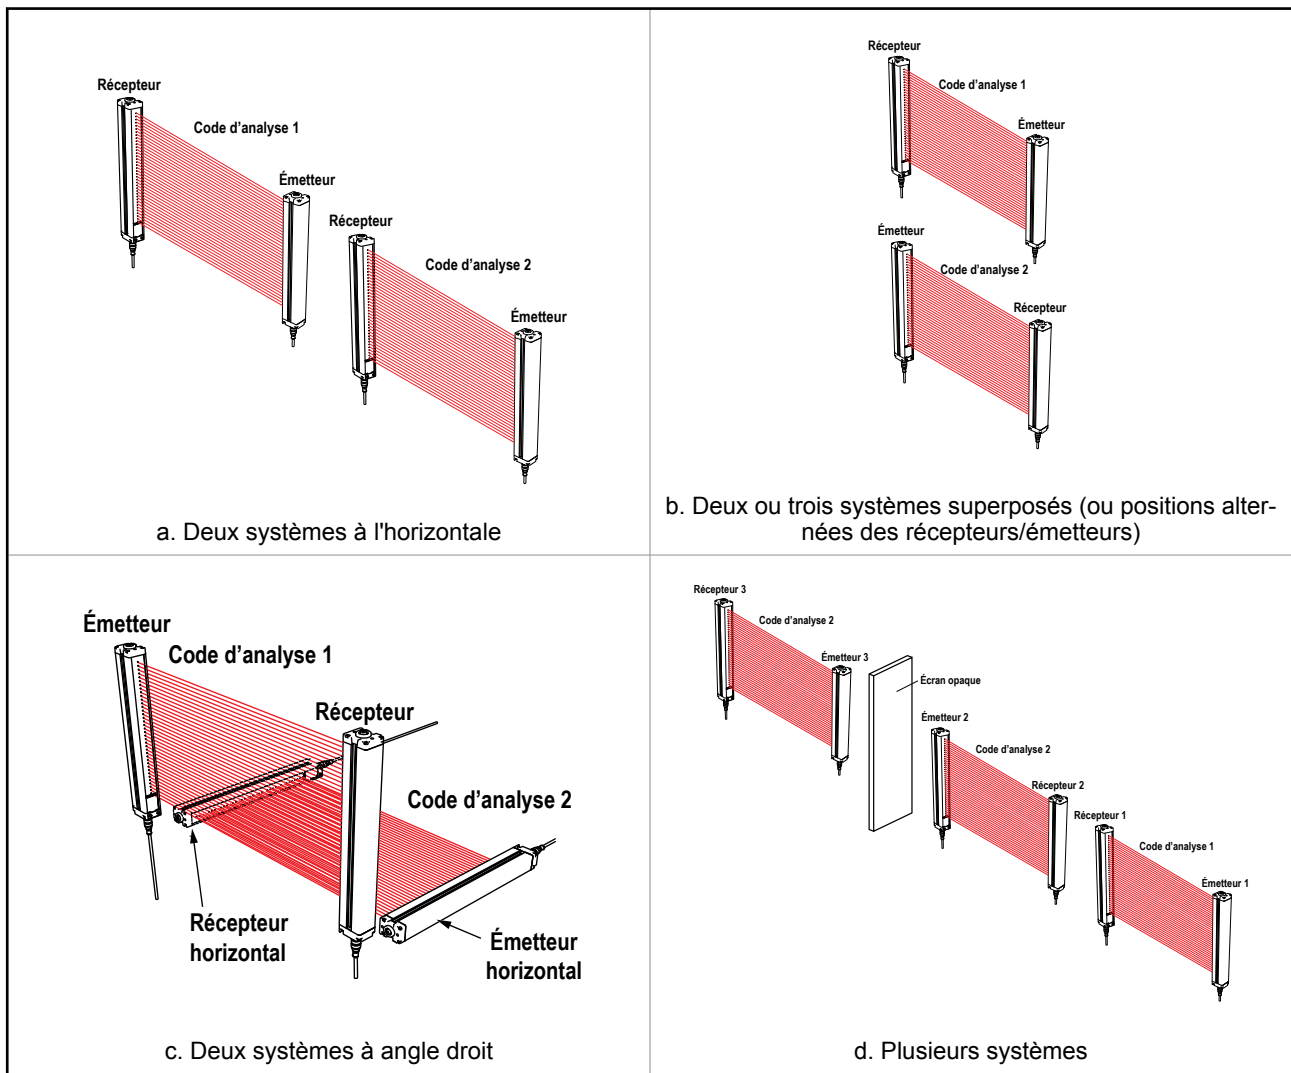 Récepteur
Code d'analyse 1
Émetteur
Récepteur
Code d'analyse 2
Émetteur
a. Deux systèmes à l'horizontale
Récepteur
Code d'analyse 1
Émetteur
Émetteur
Code d'analyse 2
Récepteur
b. Deux ou trois systèmes superposés (ou positions alter-
nées des récepteurs/émetteurs)
Émetteur
Code d'analyse 1
Récepteur
Code d'analyse 2
Récepteur
horizontal
Émetteur
horizontal
c. Deux systèmes à angle droit
Récepteur 3
Code d'analyse 2
Émetteur 3
Écran opaque
Émetteur 2
Code d'analyse 2
Récepteur 2
Récepteur 1
Code d'analyse 1
Émetteur 1
d. Plusieurs systèmes